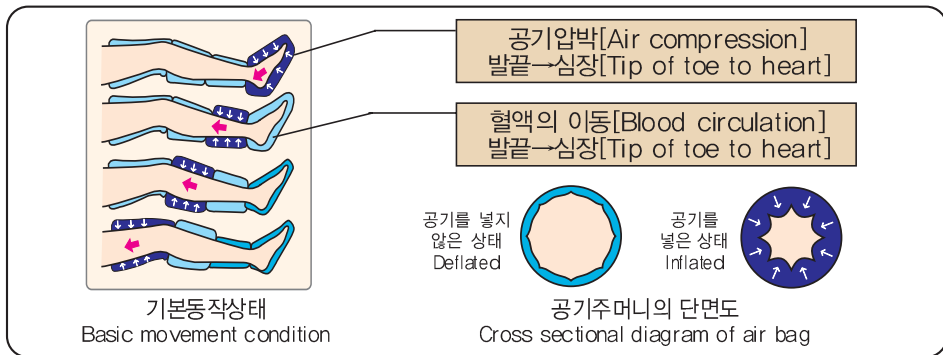 공기압박[Air compression]
발끝→심장[Tip of toe to heart]
혈액의 이동[Blood circulation]
발끝→심장[Tip of toe to heart]
공기를 넣지
않은 상태
Deflated
공기를
넣은 상태
Inflated
기본동작상태
Basic movement condition
공기주머니의 단면도
Cross sectional diagram of air bag